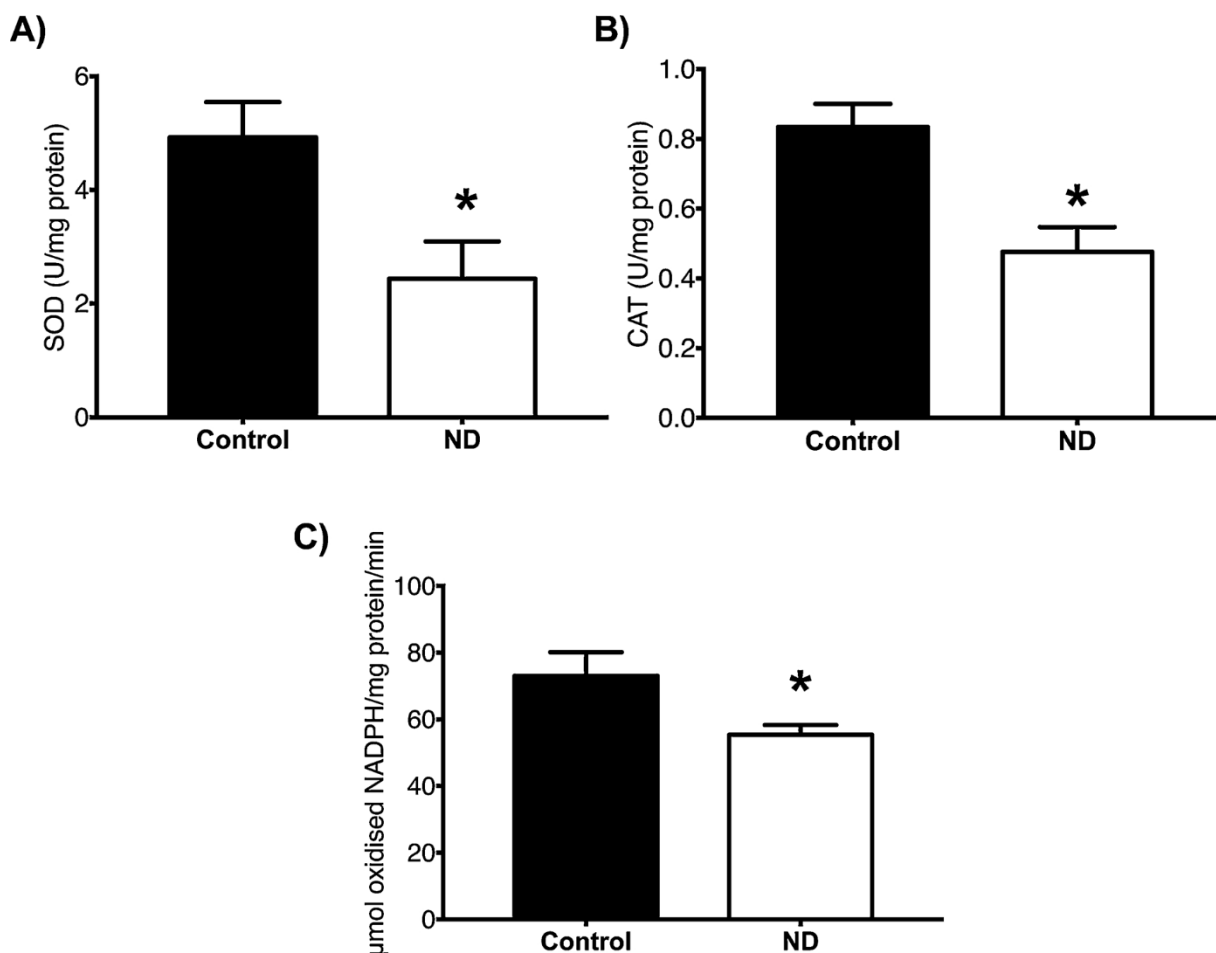 A)
SOD (U/mg protein)
6
4
2
0
*
Control ND
B)
CAT (U/mg protein)
1.0
0.8
0.6
0.4
0.2
0.0
*
Control ND
C)
µmol oxidised NADPH/mg protein/min
100
80
60
40
20
0
*
Control ND